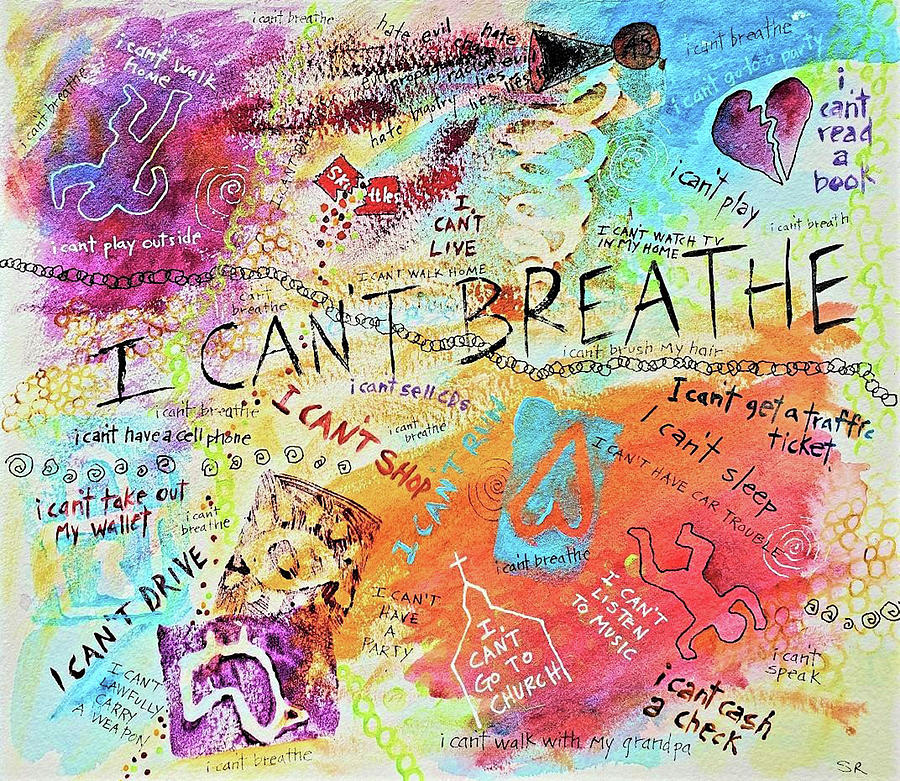 i can't breathe
i can't walk
home
i can't breathe
hate evil hate
hate bigotry lies
45
i can't breathe
i can't go to a party
i
can't
read
a
book
i can't play
Skittles
I
CAN'T
LIVE
I CAN'T WATCH TV
IN MY HOME
i can't breath
i can't play outside
I CAN'T WALK HOME
i
can't
breathe
I CAN'T BREATHE
i can't brush my hair
i can't sell CDs
I can't get a traffic
ticket
i can't breathe
i can't have a cell phone
I CAN'T SHOP
i can't
breathe
I CAN'T RUN
I can't sleep
I CAN'T HAVE CAR TROUBLE
i can't take out
my wallet
i can't
breathe
i can't breathe
I CAN'T DRIVE
I CAN'T
HAVE
A
PARTY
I
CAN'T
GO TO
CHURCH
I
CAN'T
LISTEN
TO MUSIC
i can't
speak
I CAN'T
LAWFULLY
CARRY
A WEAPON
i can't cash
a check
i can't breathe
i can't walk with my grandpa
SR